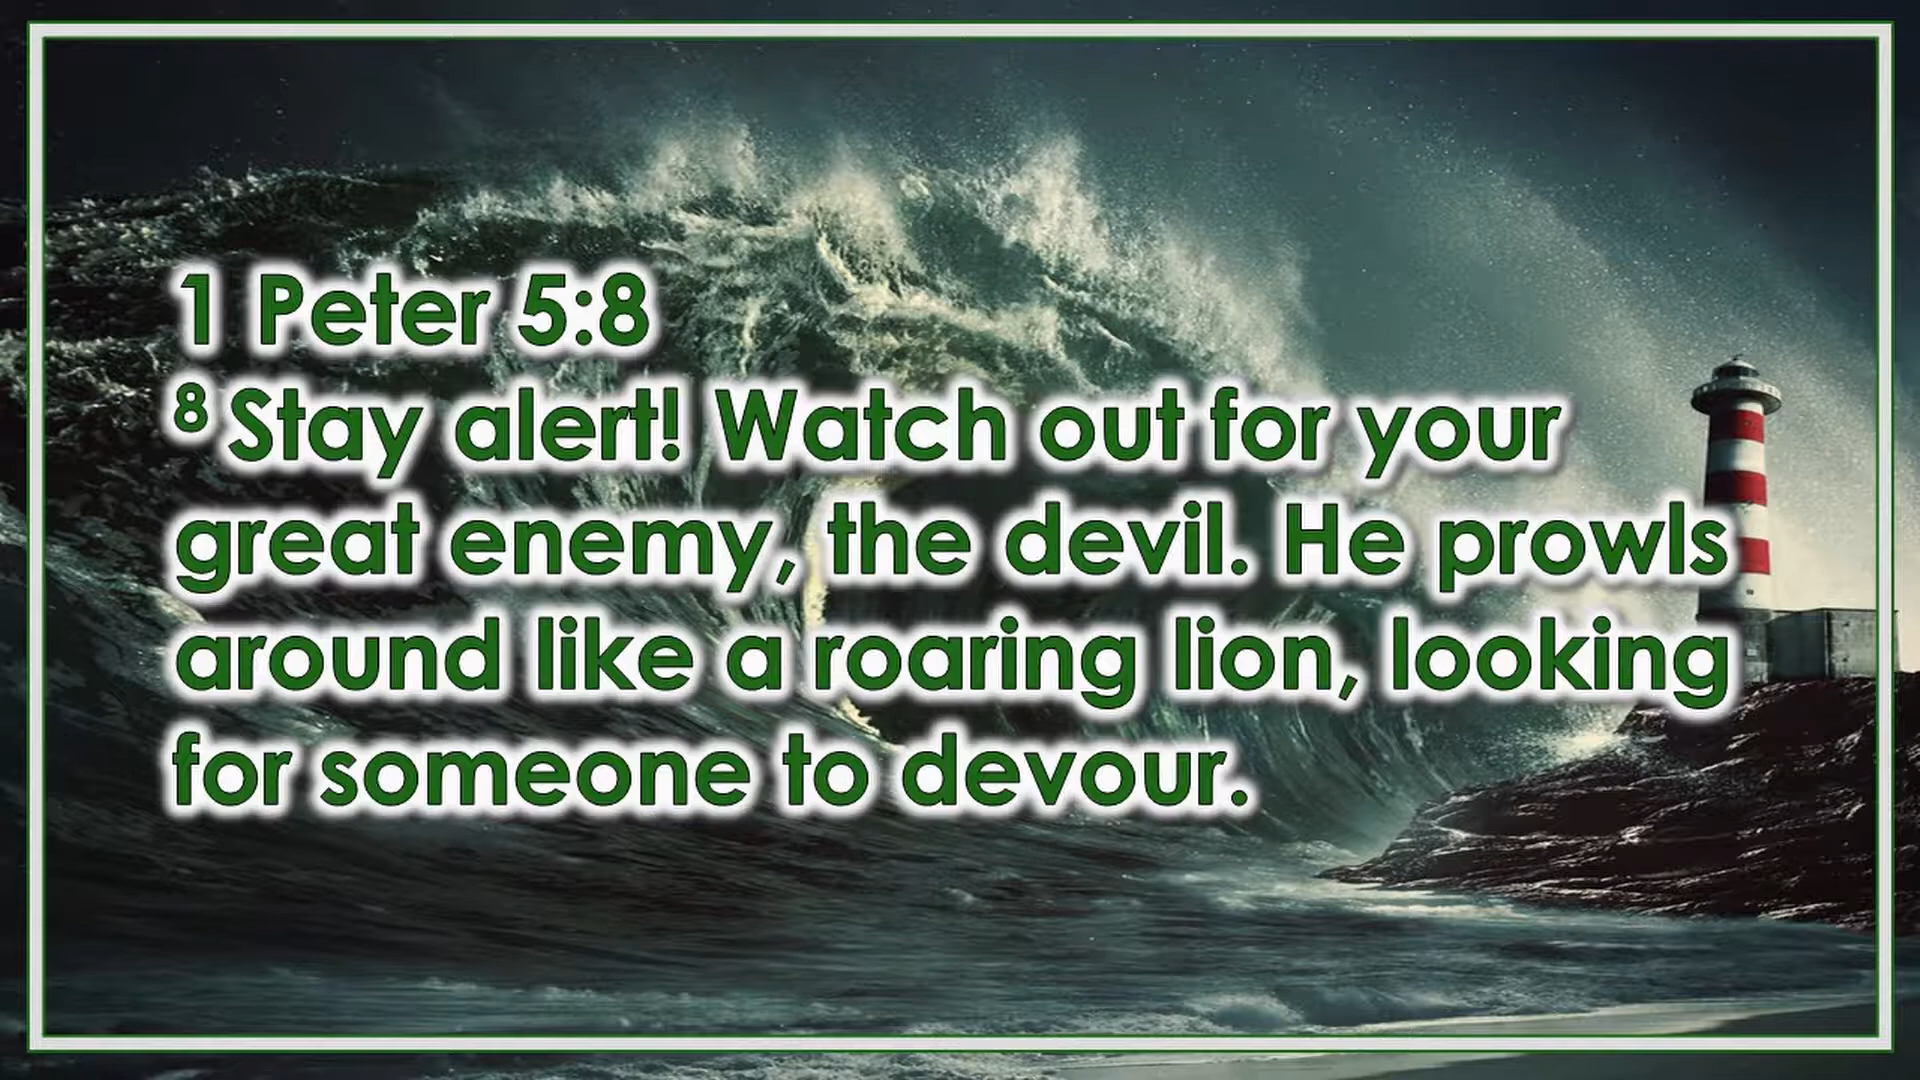 1 Peter 5:8
8 Stay alert! Watch out for your
great enemy, the devil. He prowls
around like a roaring lion, looking
for someone to devour.